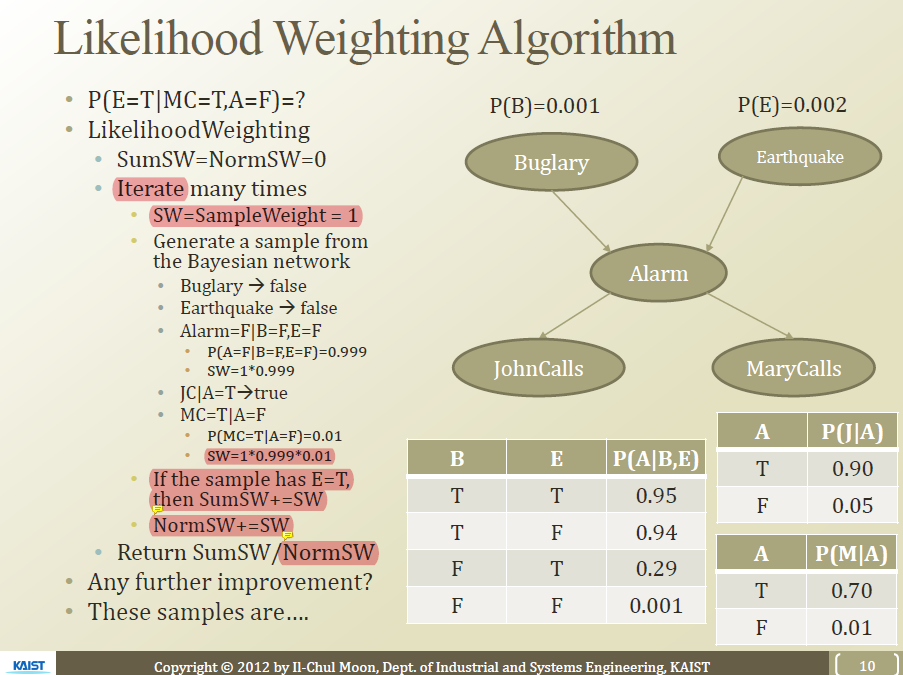 Likelihood Weighting Algorithm
• P(E=T|MC=T,A=F)=?
• LikelihoodWeighting
• SumSW=NormSW=0
• Iterate many times
• SW=SampleWeight = 1
• Generate a sample from
the Bayesian network
• Buglary → false
• Earthquake → false
• Alarm=F|B=F,E=F
• P(A=F|B=F,E=F)=0.999
• SW=1*0.999
• JC|A=T→true
• MC=T|A=F
• P(MC=T|A=F)=0.01
• SW=1*0.999*0.01
• If the sample has E=T,
then SumSW+=SW
• NormSW+=SW
• Return SumSW/NormSW
• Any further improvement?
• These samples are....
P(B)=0.001
P(E)=0.002
Buglary
Earthquake
Alarm
JohnCalls
MaryCalls
B E P(A|B,E)
T T 0.95
T F 0.94
F T 0.29
F F 0.001
A P(J|A)
T 0.90
F 0.05
A P(M|A)
T 0.70
F 0.01
KAIST
Copyright © 2012 by Il-Chul Moon, Dept. of Industrial and Systems Engineering, KAIST
10